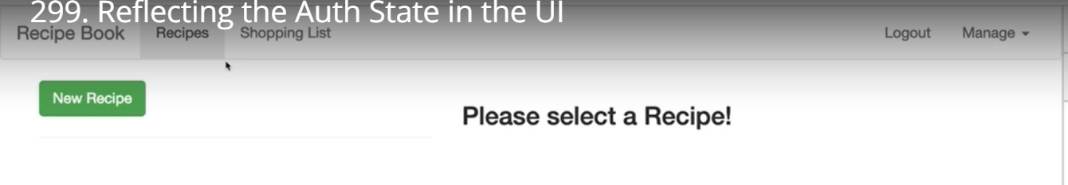 299. Reflecting the Auth State in the UI
Recipe Book Recipes Shopping List Logout Manage
New Recipe
Please select a Recipe!